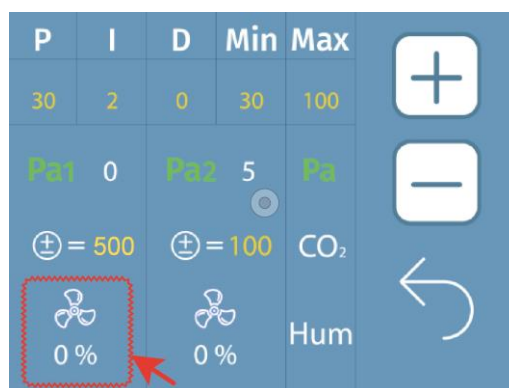 P I D Min Max
30 2 0 30 100
Pa1 0 Pa2 5 Pa
± = 500 ± = 100 CO₂
0 % 0 % Hum